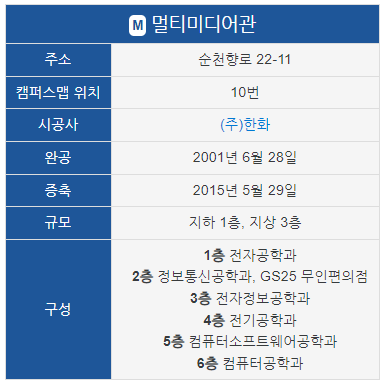 M 멀티미디어관
주소 순천향로 22-11
캠퍼스맵 위치 10번
시공사 (주)한화
완공 2001년 6월 28일
증축 2015년 5월 29일
규모 지하 1층, 지상 3층
구성
1층 전자공학과
2층 정보통신공학과, GS25 무인편의점
3층 전자정보공학과
4층 전기공학과
5층 컴퓨터소프트웨어공학과
6층 컴퓨터공학과